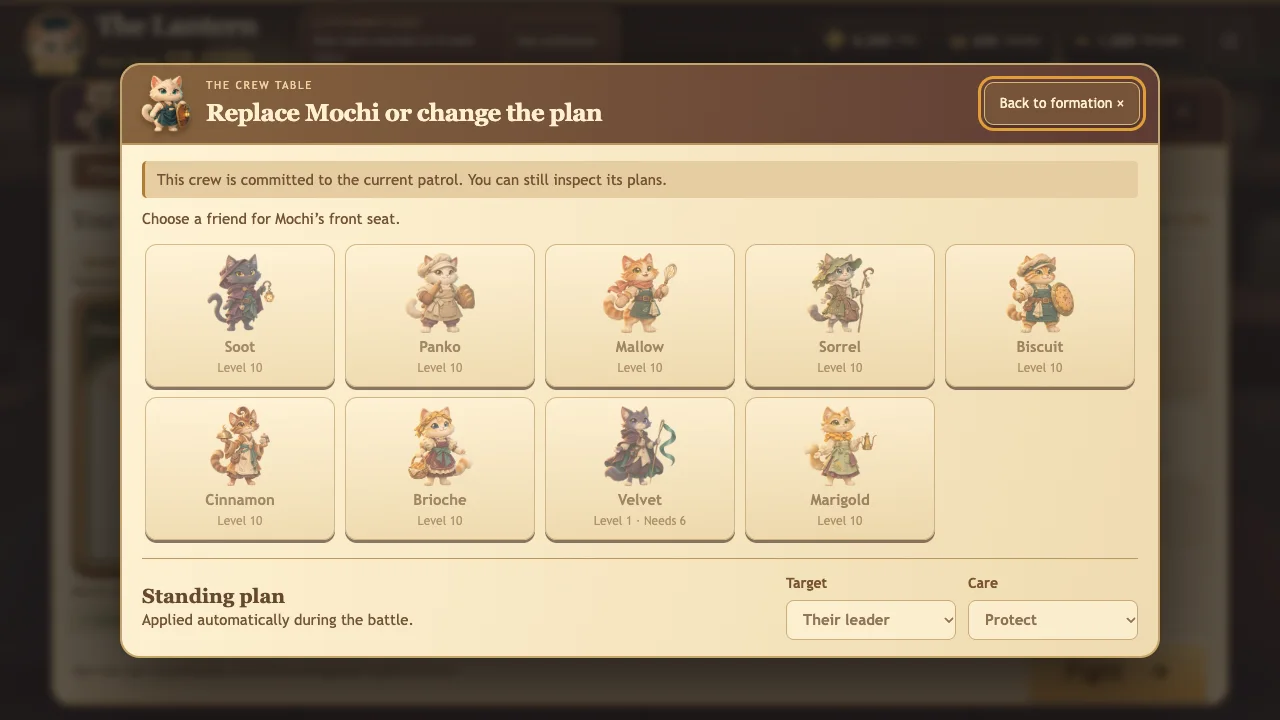 The Lantern
THE CREW TABLE
Replace Mochi or change the plan
Back to formation ×
This crew is committed to the current patrol. You can still inspect its plans.
Choose a friend for Mochi’s front seat.
Soot
Level 10
Panko
Level 10
Mallow
Level 10
Sorrel
Level 10
Biscuit
Level 10
Cinnamon
Level 10
Brioche
Level 10
Velvet
Level 1 · Needs 6
Marigold
Level 10
Standing plan
Applied automatically during the battle.
Target
Their leader
Care
Protect